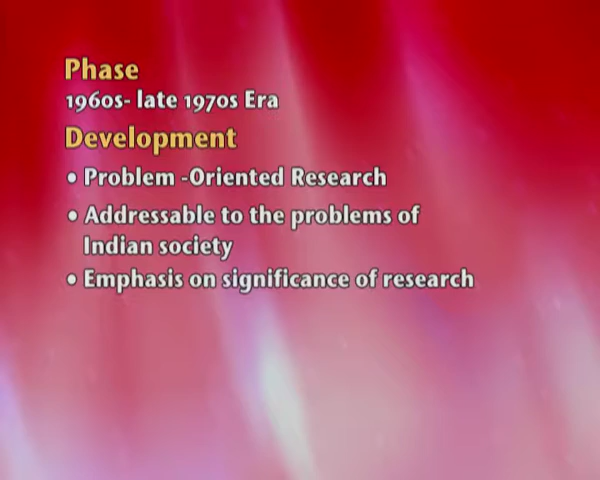 Phase
1960s- late 1970s Era
Development
• Problem -Oriented Research
• Addressable to the problems of
Indian society
• Emphasis on significance of research